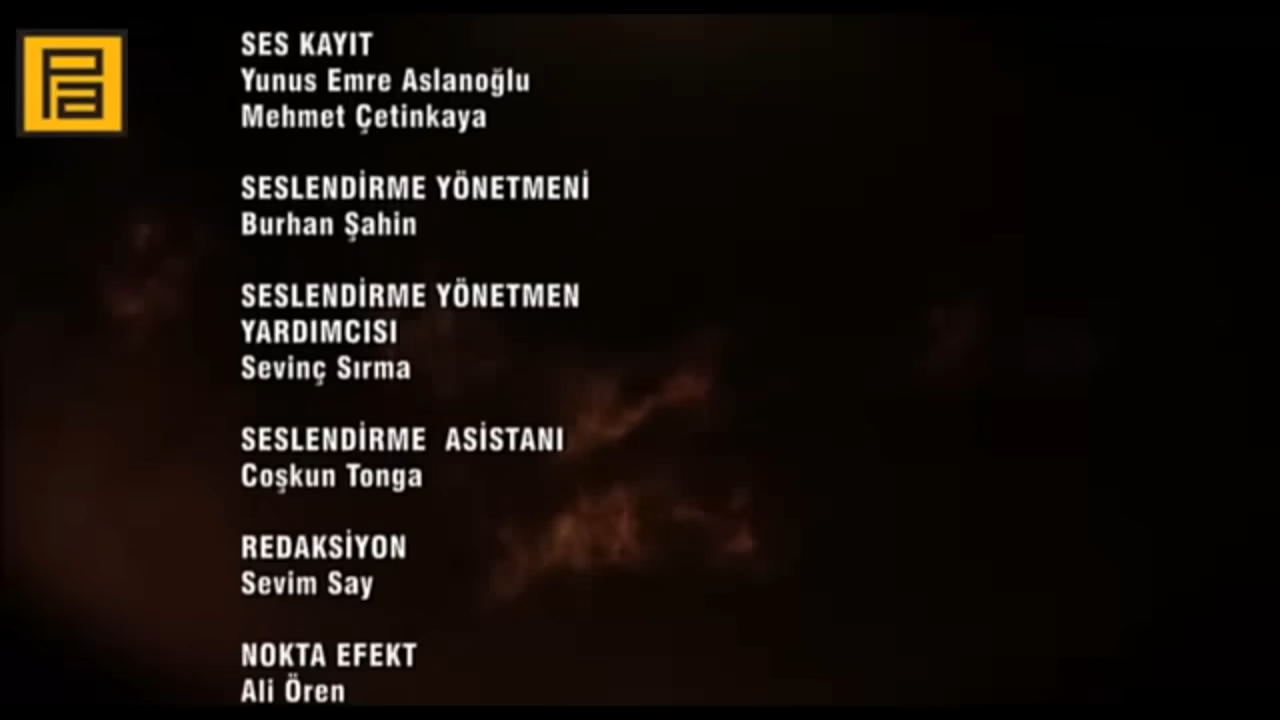 SES KAYIT
Yunus Emre Aslanoğlu
Mehmet Çetinkaya
SESLENDİRME YÖNETMENİ
Burhan Şahin
SESLENDİRME YÖNETMEN
YARDIMCISI
Sevinç Sırma
SESLENDİRME ASİSTANI
Coşkun Tonga
REDAKSİYON
Sevim Say
NOKTA EFEKT
Ali Ören